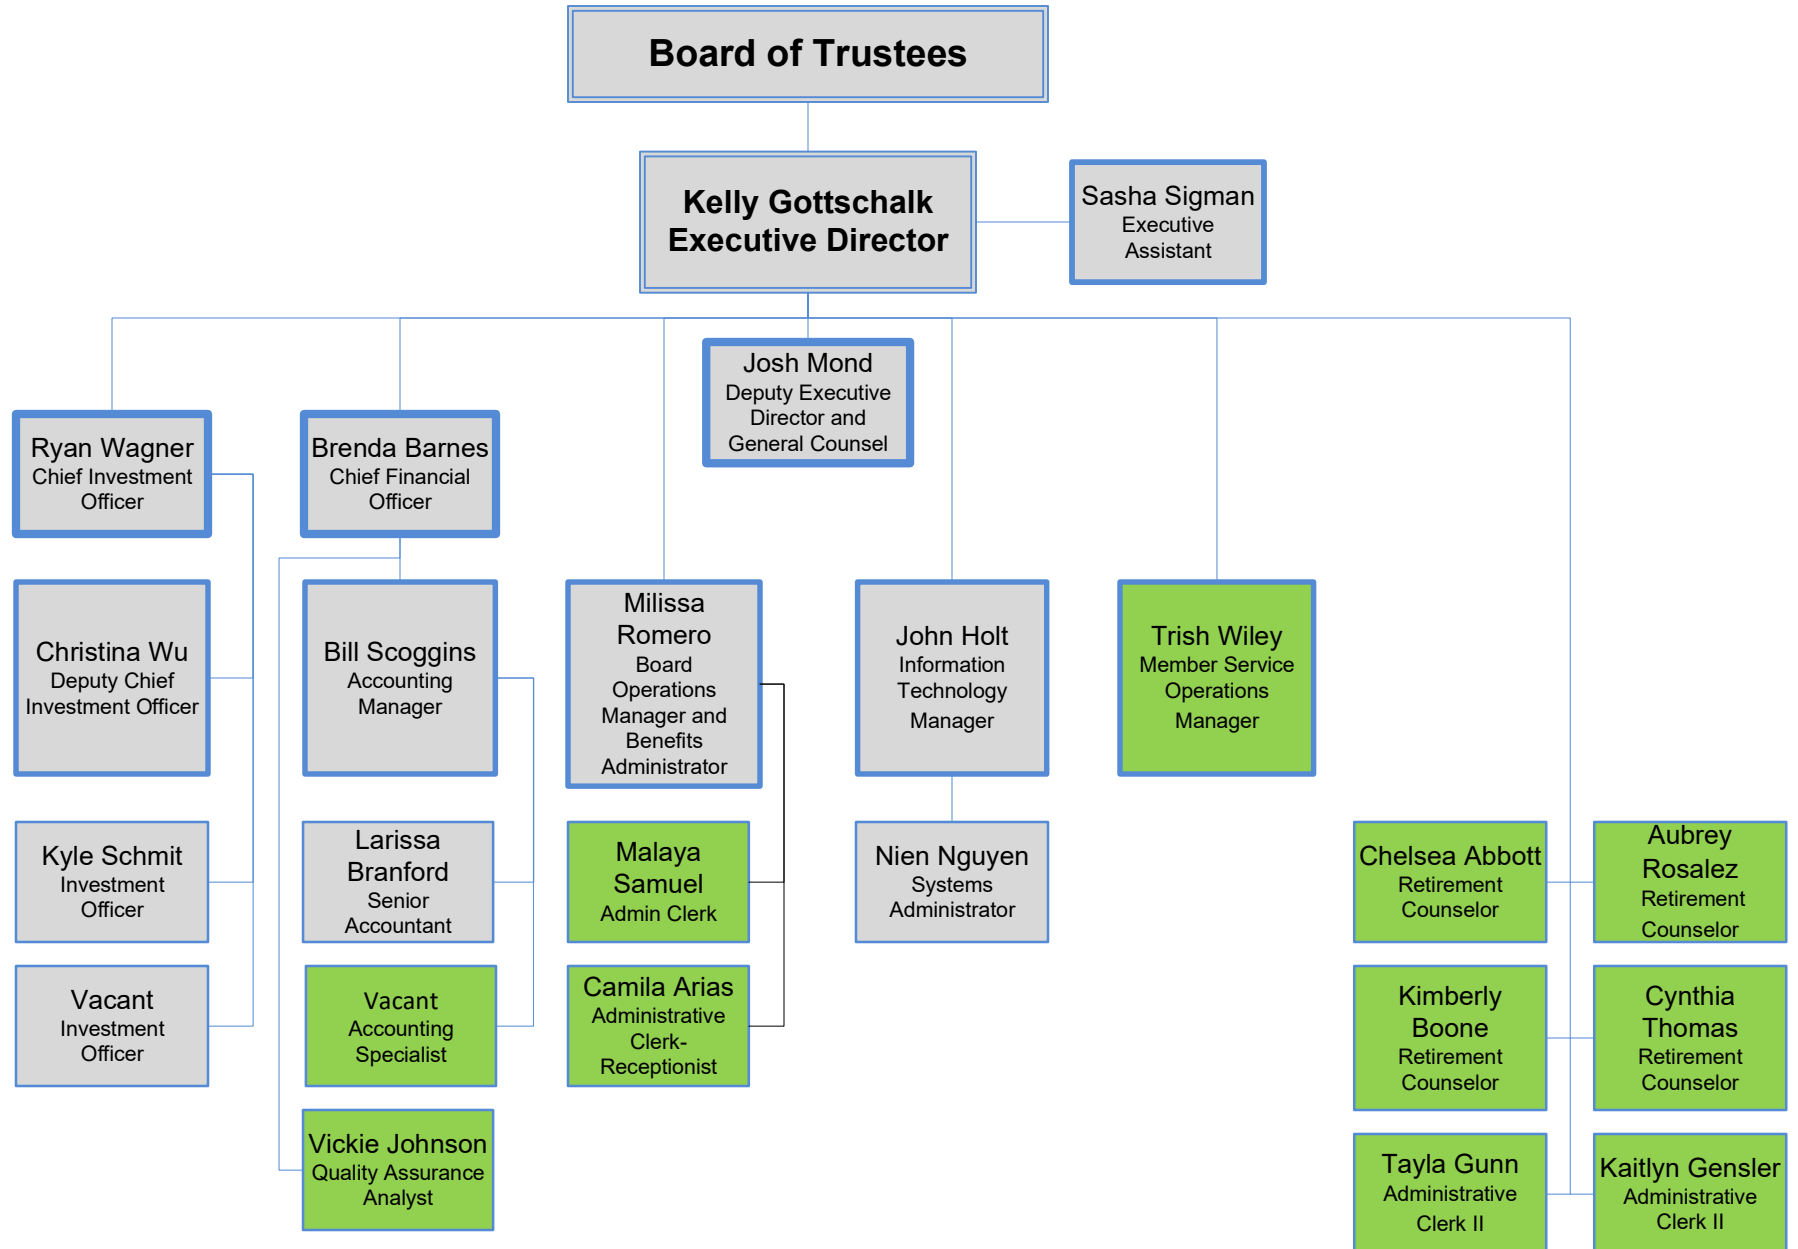 Board of Trustees
Kelly Gottschalk
Executive Director
Sasha Sigman
Executive
Assistant
Josh Mond
Deputy Executive
Director and
General Counsel
Ryan Wagner
Chief Investment
Officer
Brenda Barnes
Chief Financial
Officer
Christina Wu
Deputy Chief
Investment Officer
Bill Scoggins
Accounting
Manager
Milissa
Romero
Board
Operations
Manager and
Benefits
Administrator
John Holt
Information
Technology
Manager
Trish Wiley
Member Service
Operations
Manager
Kyle Schmit
Investment
Officer
Larissa
Branford
Senior
Accountant
Malaya
Samuel
Admin Clerk
Nien Nguyen
Systems
Administrator
Chelsea Abbott
Retirement
Counselor
Aubrey
Rosalez
Retirement
Counselor
Vacant
Investment
Officer
Vacant
Accounting
Specialist
Camila Arias
Administrative
Clerk-
Receptionist
Kimberly
Boone
Retirement
Counselor
Cynthia
Thomas
Retirement
Counselor
Vickie Johnson
Quality Assurance
Analyst
Tayla Gunn
Administrative
Clerk II
Kaitlyn Gensler
Administrative
Clerk II